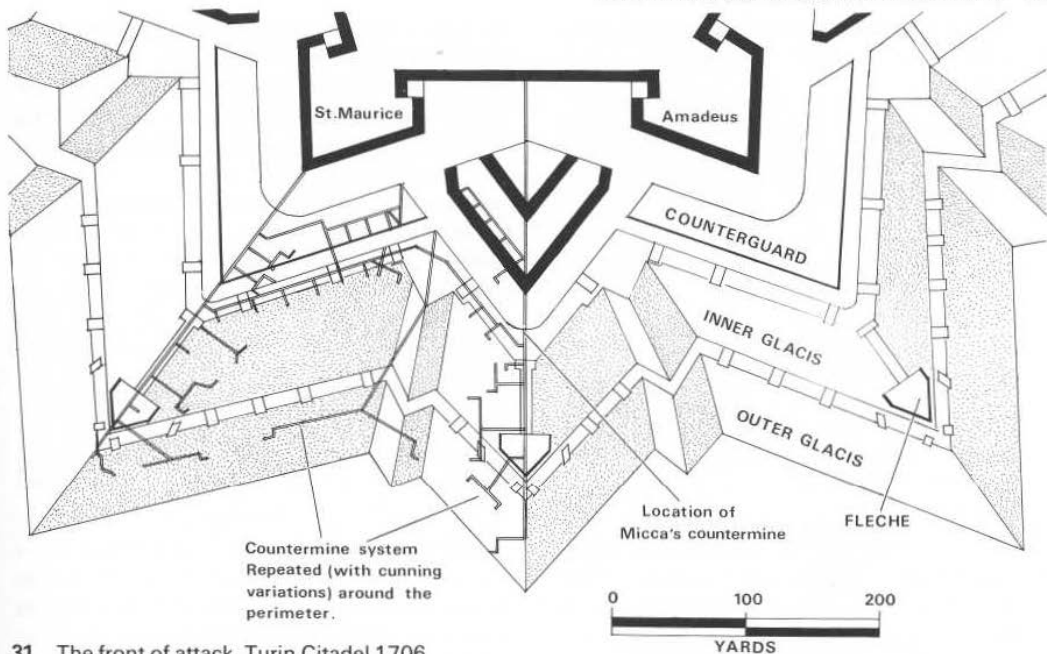 St.Maurice
Amadeus
COUNTERGUARD
INNER GLACIS
OUTER GLACIS
FLECHE
Location of
Micca's countermine
Countermine system
Repeated (with cunning
variations) around the
perimeter.
0 100 200
YARDS
31 The front of attack, Turin Citadel 1706